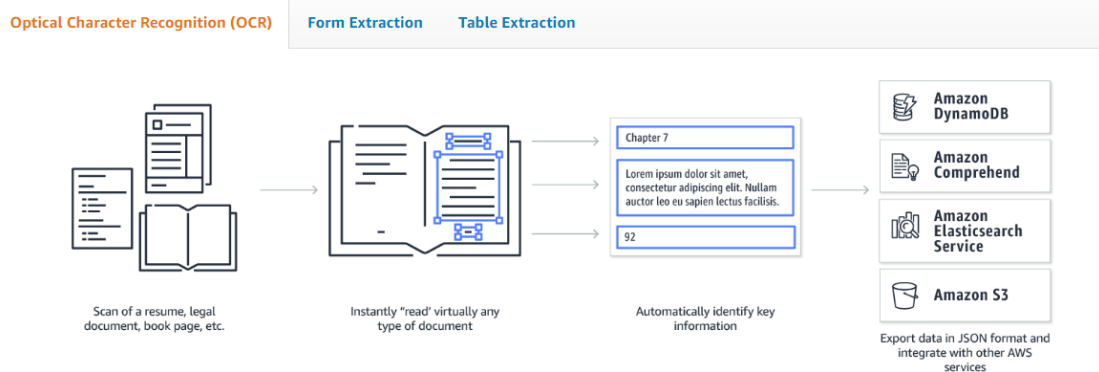 Optical Character Recognition (OCR)
Form Extraction
Table Extraction
Scan of a resume, legal
document, book page, etc.
Instantly "read' virtually any
type of document
Chapter 7
Lorem ipsum dolor sit amet,
consectetur adipiscing elit. Nullam
auctor leo eu sapien lectus facilisis.
92
Automatically identify key
information
Amazon
DynamoDB
Amazon
Comprehend
Amazon
Elasticsearch
Service
Amazon S3
Export data in JSON format and
integrate with other AWS
services